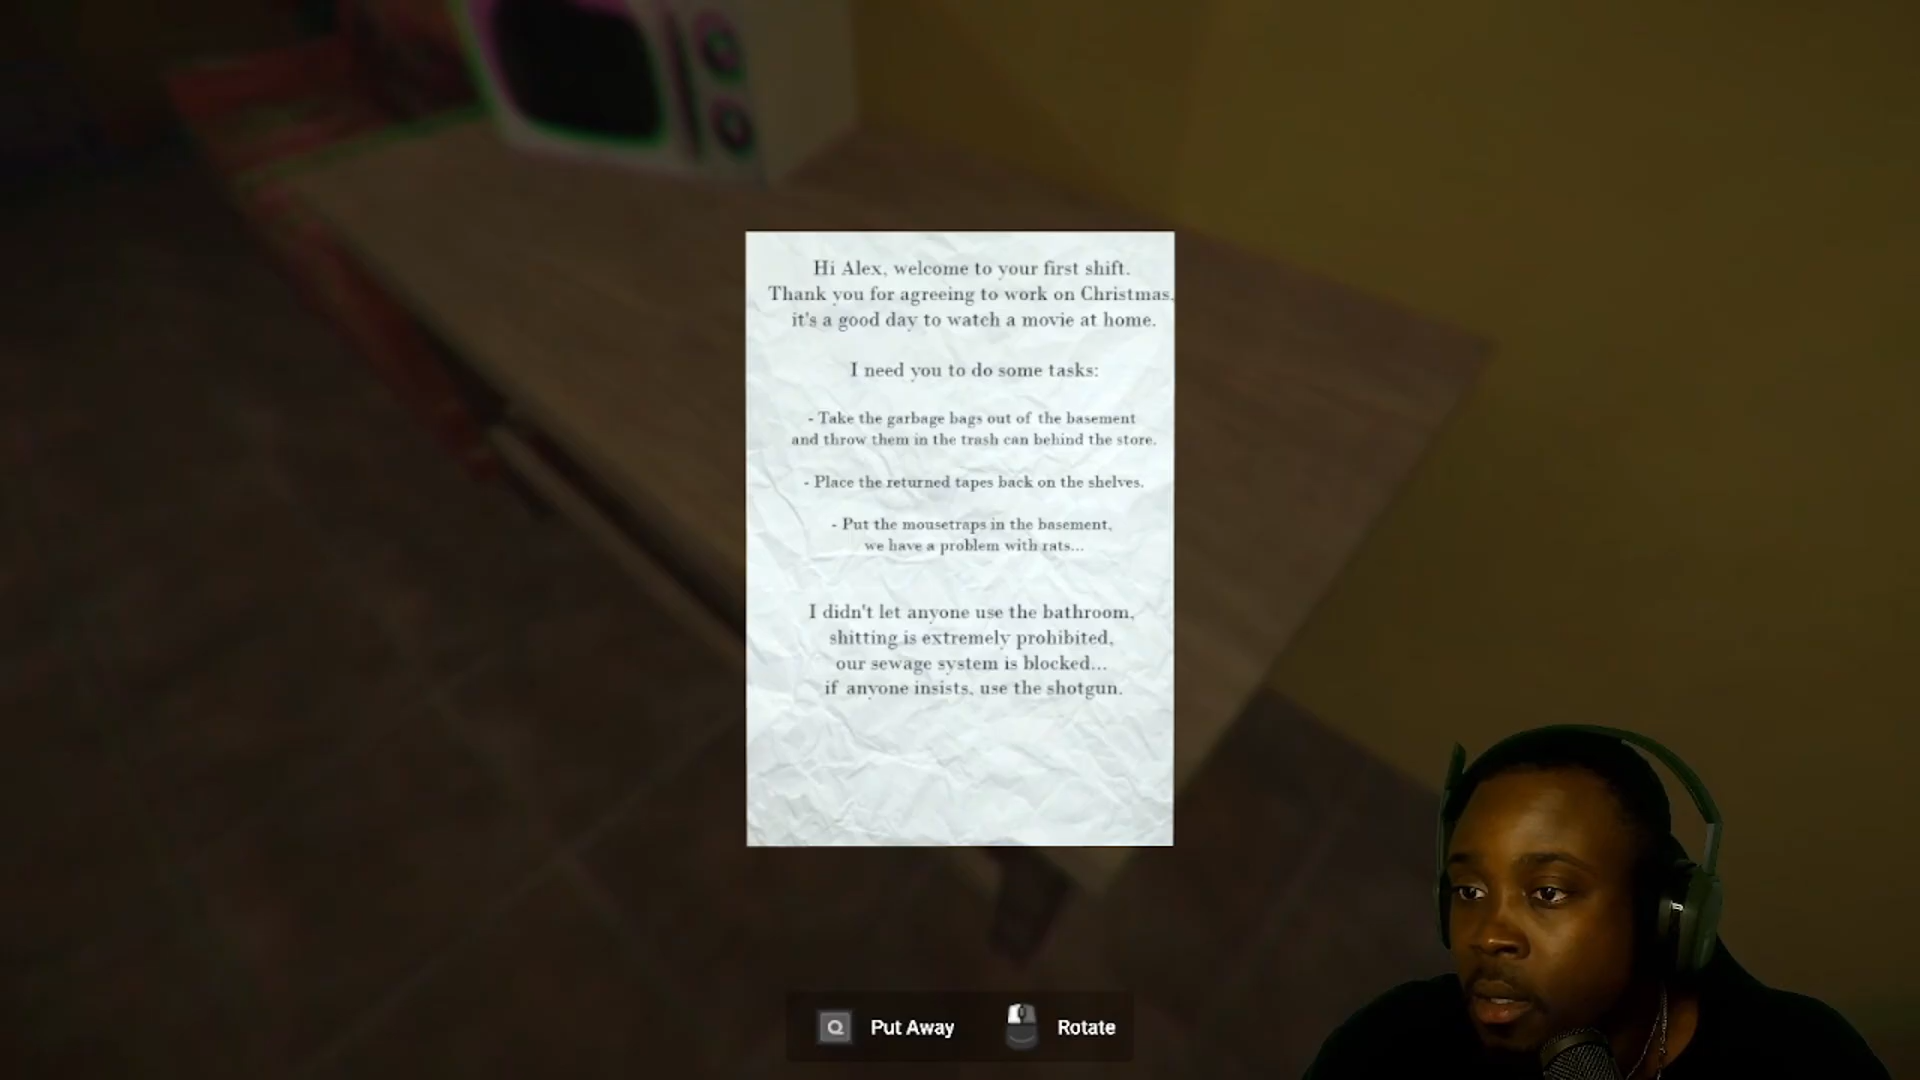 Hi Alex, welcome to your first shift.
Thank you for agreeing to work on Christmas,
it's a good day to watch a movie at home.
I need you to do some tasks:
- Take the garbage bags out of the basement
and throw them in the trash can behind the store.
- Place the returned tapes back on the shelves.
- Put the mousetraps in the basement,
we have a problem with rats...
I didn't let anyone use the bathroom,
shitting is extremely prohibited,
our sewage system is blocked...
if anyone insists, use the shotgun.
Q Put Away Rotate